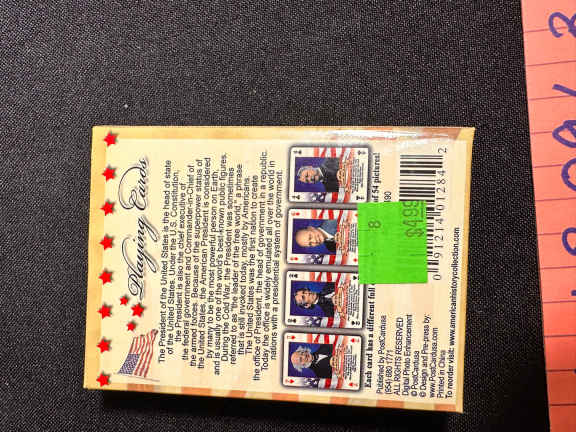 Playing Cards
The President of the United States is the head of state
of the United States. Under the U.S. Constitution,
the President is also the chief executive of
the federal government and Commander-in-Chief of
the armed forces. Because of the superpower status of
the United States, the American President is considered
by many to be the most powerful person on Earth,
and is usually one of the world's best-known public figures.
During the Cold War, the President was sometimes
referred to as "the leader of the free world," a phrase
that is still invoked today, mostly by Americans.
The United States was the first nation to create
the office of President, the head of government in a republic.
Today the office is widely emulated all over the world in
nations with a presidential system of government.
Each card has a different full of 54 pictures!
Published by PostCardusa
(954) 680 1771
ALL RIGHTS RESERVED
Digital Photo Enhancement
© PostCardusa
© Design and Pre-press by:
www.PostCardusa.com
Printed in China
To reorder visit: www.americanhistorycollection.com
8
$4.99
0 91214 01284 2